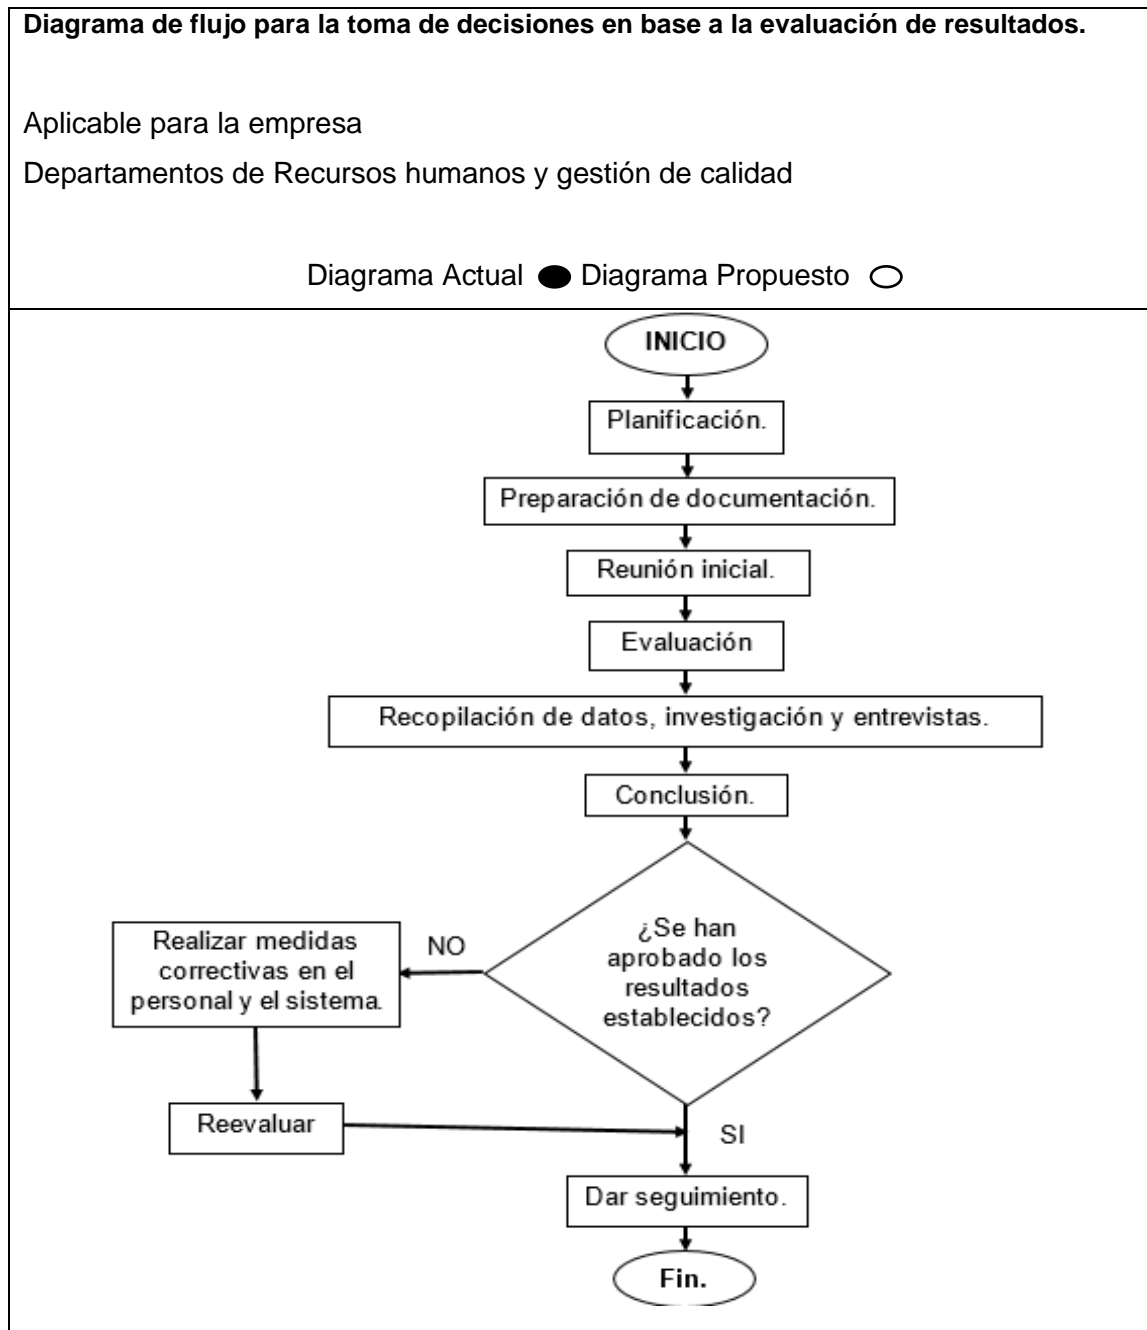 Diagrama de flujo para la toma de decisiones en base a la evaluación de resultados.
Aplicable para la empresa
Departamentos de Recursos humanos y gestión de calidad
Diagrama Actual Diagrama Propuesto
INICIO
Planificación.
Preparación de documentación.
Reunión inicial.
Evaluación
Recopilación de datos, investigación y entrevistas.
Conclusión.
¿Se han
aprobado los
resultados
establecidos?
NO
Realizar medidas
correctivas en el
personal y el sistema.
Reevaluar
SI
Dar seguimiento.
Fin.